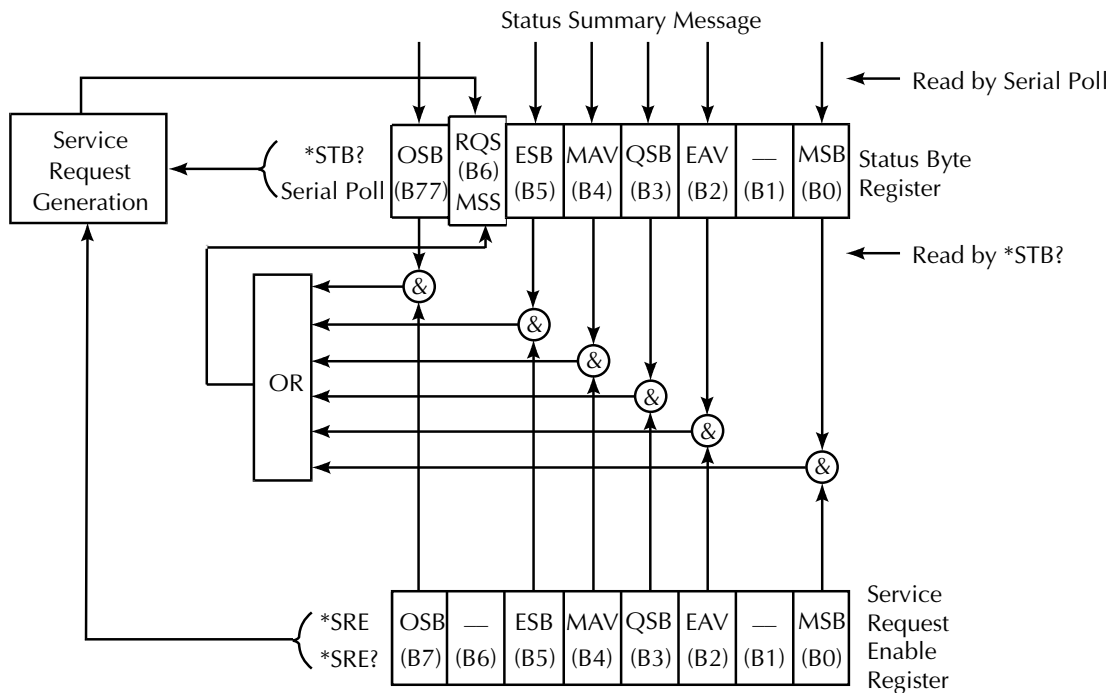 Status Summary Message
Read by Serial Poll
Service
Request
Generation
*STB?
Serial Poll
OSB
(B77)
RQS
(B6)
MSS
ESB
(B5)
MAV
(B4)
QSB
(B3)
EAV
(B2)
—
(B1)
MSB
(B0)
Status Byte
Register
Read by *STB?
&
&
&
&
&
&
OR
*SRE
*SRE?
OSB
(B7)
—
(B6)
ESB
(B5)
MAV
(B4)
QSB
(B3)
EAV
(B2)
—
(B1)
MSB
(B0)
Service
Request
Enable
Register